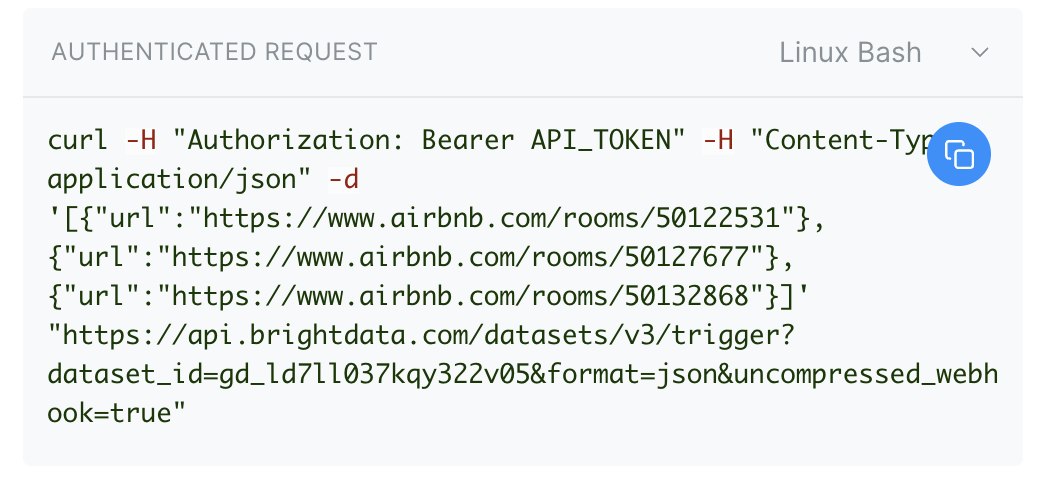 AUTHENTICATED REQUEST
Linux Bash
curl -H "Authorization: Bearer API_TOKEN" -H "Content-Typ
application/json" -d
'[{"url":"https://www.airbnb.com/rooms/50122531"},
{"url":"https://www.airbnb.com/rooms/50127677"},
{"url":"https://www.airbnb.com/rooms/50132868"}]'
"https://api.brightdata.com/datasets/v3/trigger?
dataset_id=gd_ld7ll037kqy322v05&format=json&uncompressed_webh
ook=true"